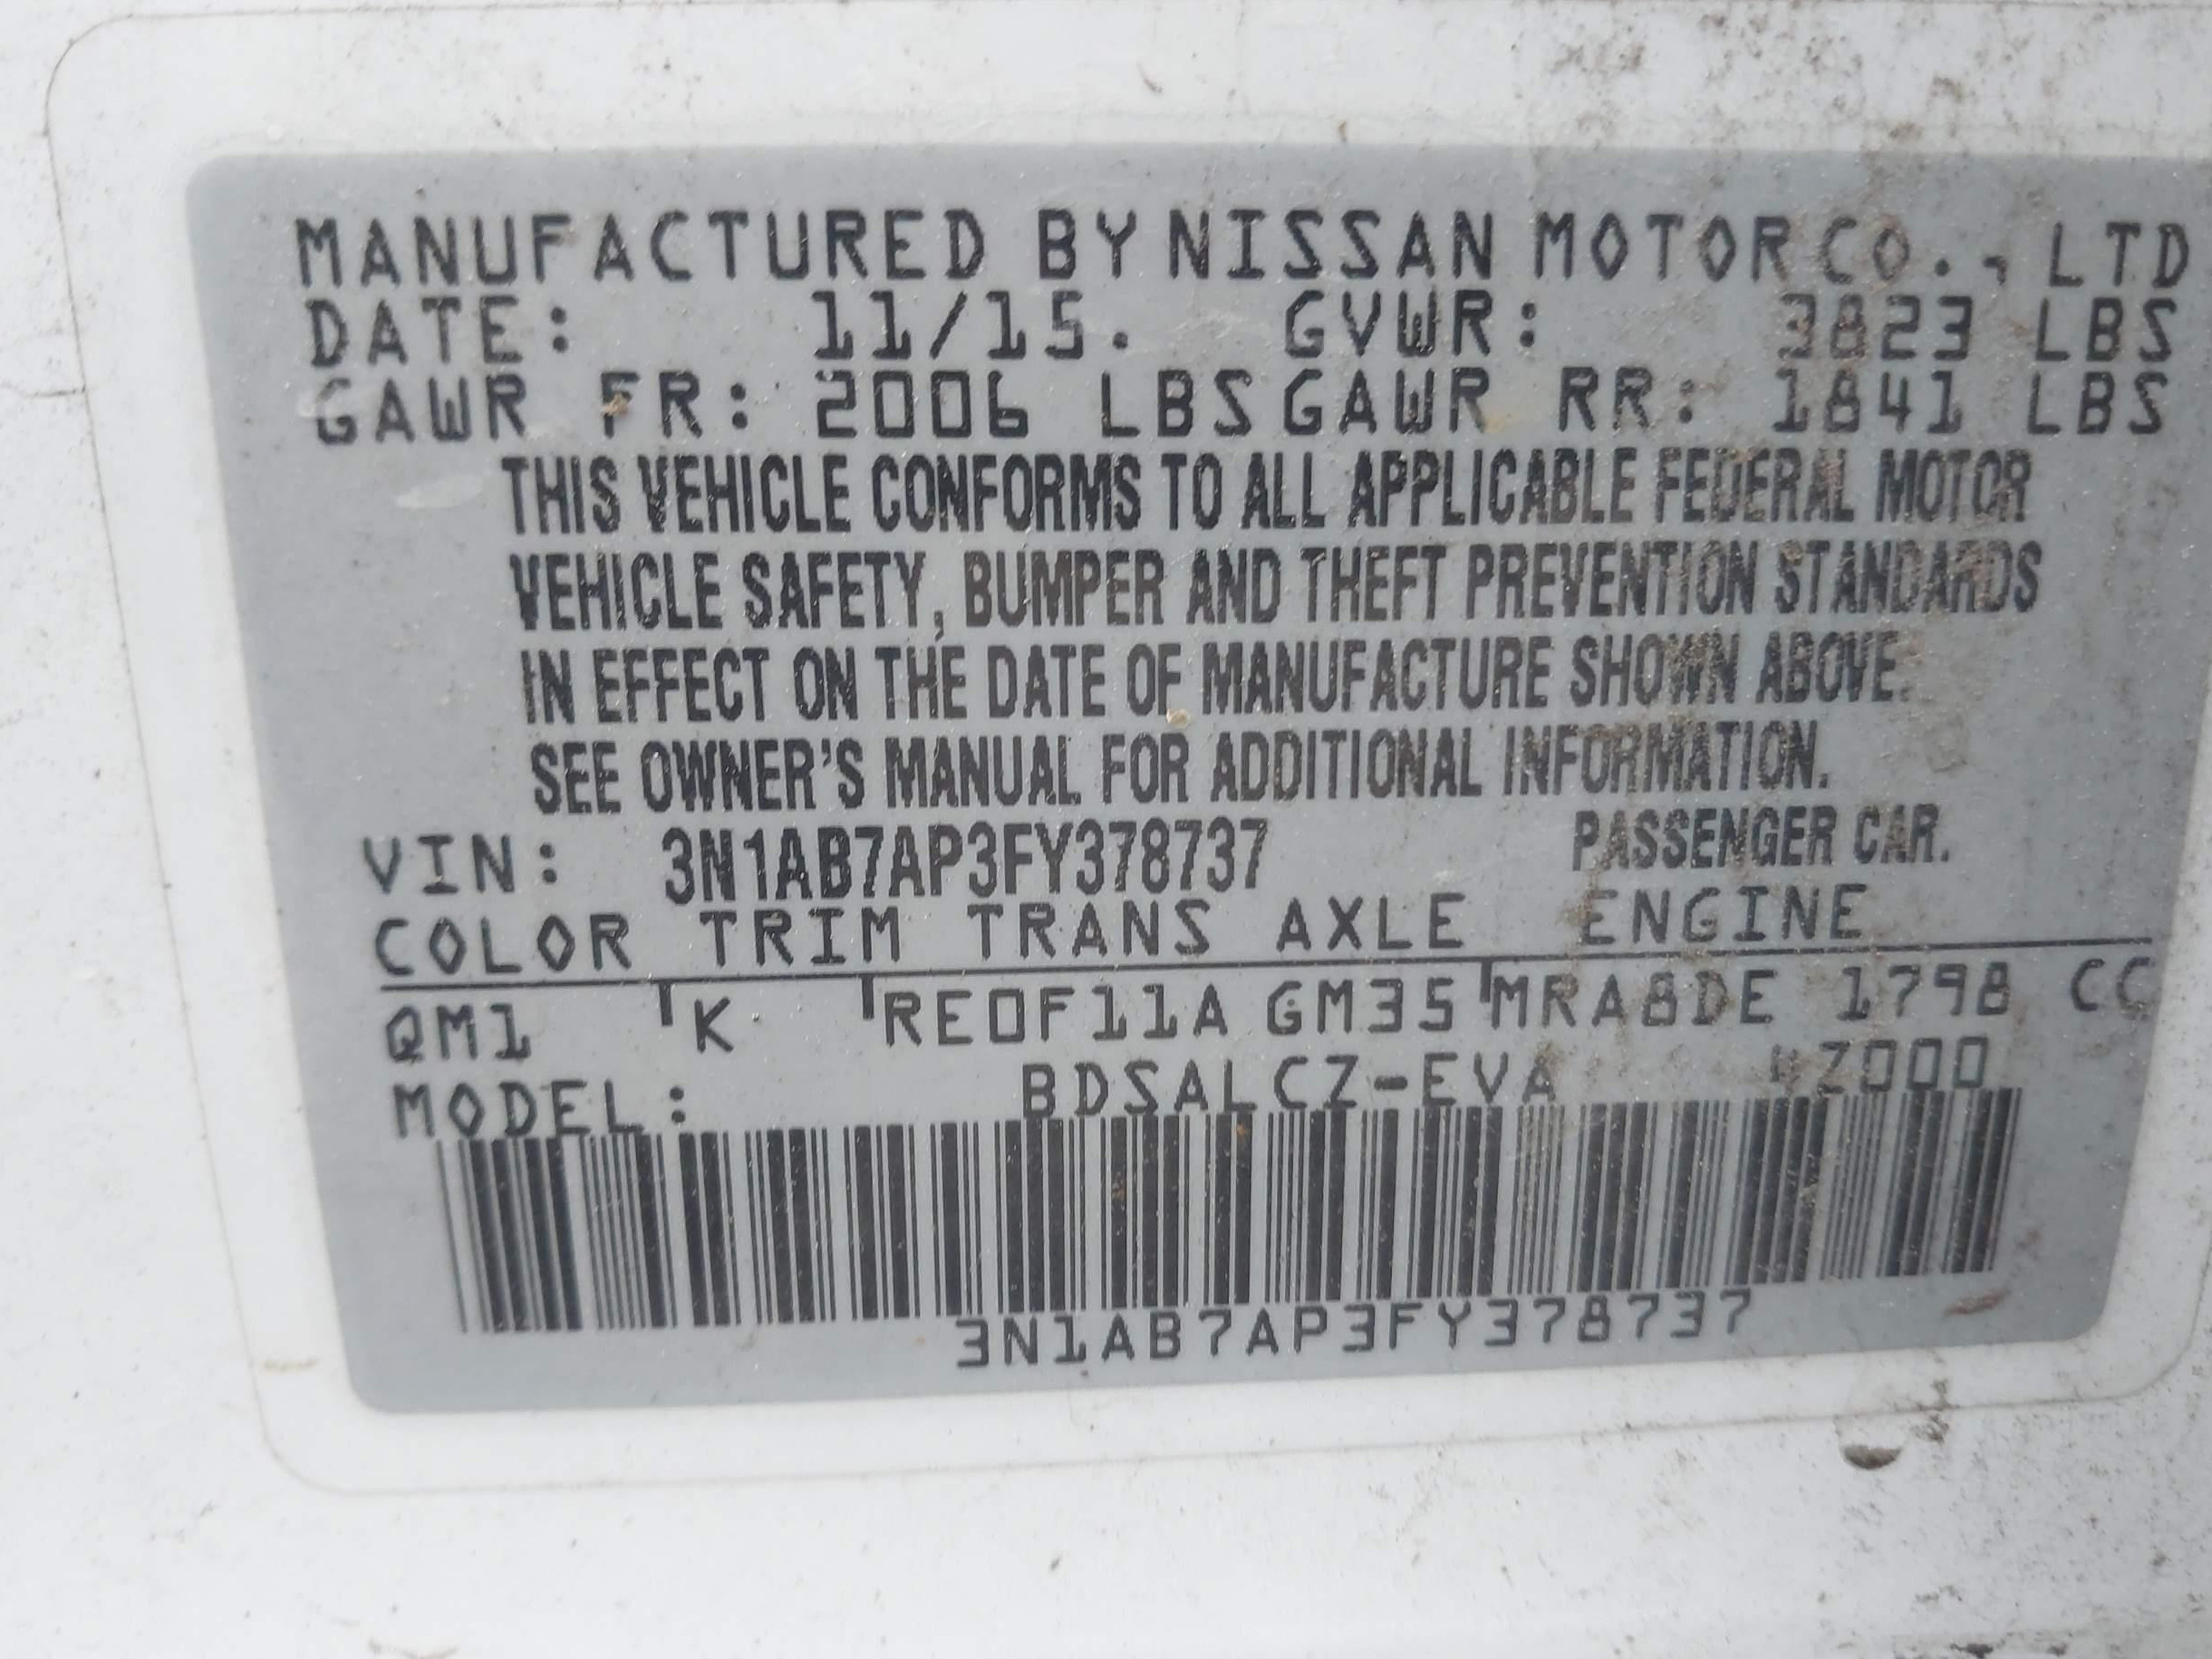 MANUFACTURED BY NISSAN MOTOR CO., LTD
DATE: 11/15. GVWR: 3823 LBS
GAWR FR: 2006 LBS GAWR RR: 1841 LBS
THIS VEHICLE CONFORMS TO ALL APPLICABLE FEDERAL MOTOR
VEHICLE SAFETY, BUMPER AND THEFT PREVENTION STANDARDS
IN EFFECT ON THE DATE OF MANUFACTURE SHOWN ABOVE.
SEE OWNER'S MANUAL FOR ADDITIONAL INFORMATION.
VIN: 3N1AB7AP3FY378737 PASSENGER CAR.
COLOR TRIM TRANS AXLE ENGINE
QM1 K RE0F11A GM35 MRA8DE 1798 CC
MODEL: BDSALCZ-EVA
3N1AB7AP3FY378737